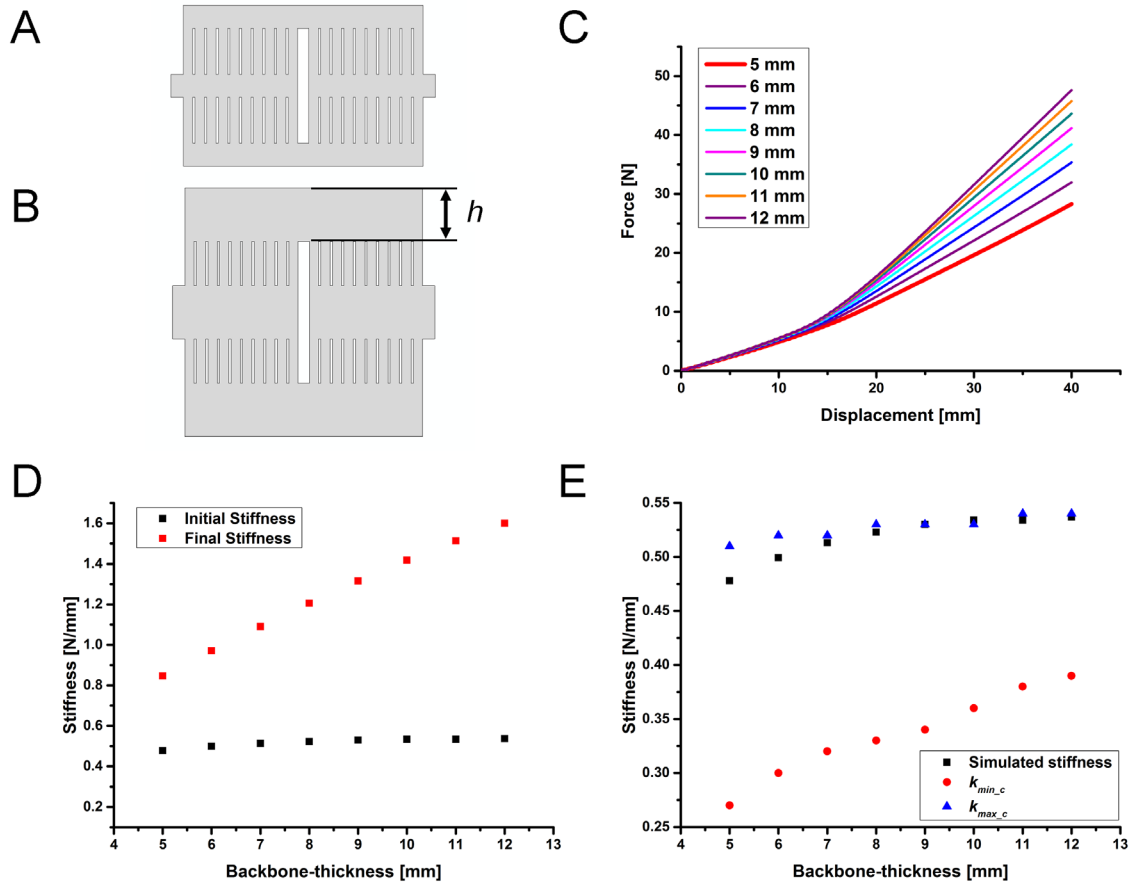 A
B
h
C
Force [N]
50
40
30
20
10
0
5 mm
6 mm
7 mm
8 mm
9 mm
10 mm
11 mm
12 mm
0 10 20 30 40
Displacement [mm]
D
Stiffness [N/mm]
1.6
1.4
1.2
1.0
0.8
0.6
0.4
0.2
Initial Stiffness
Final Stiffness
4 5 6 7 8 9 10 11 12 13
Backbone-thickness [mm]
E
Stiffness [N/mm]
0.55
0.50
0.45
0.40
0.35
0.30
0.25
Simulated stiffness
k min_c
k max_c
4 5 6 7 8 9 10 11 12 13
Backbone-thickness [mm]